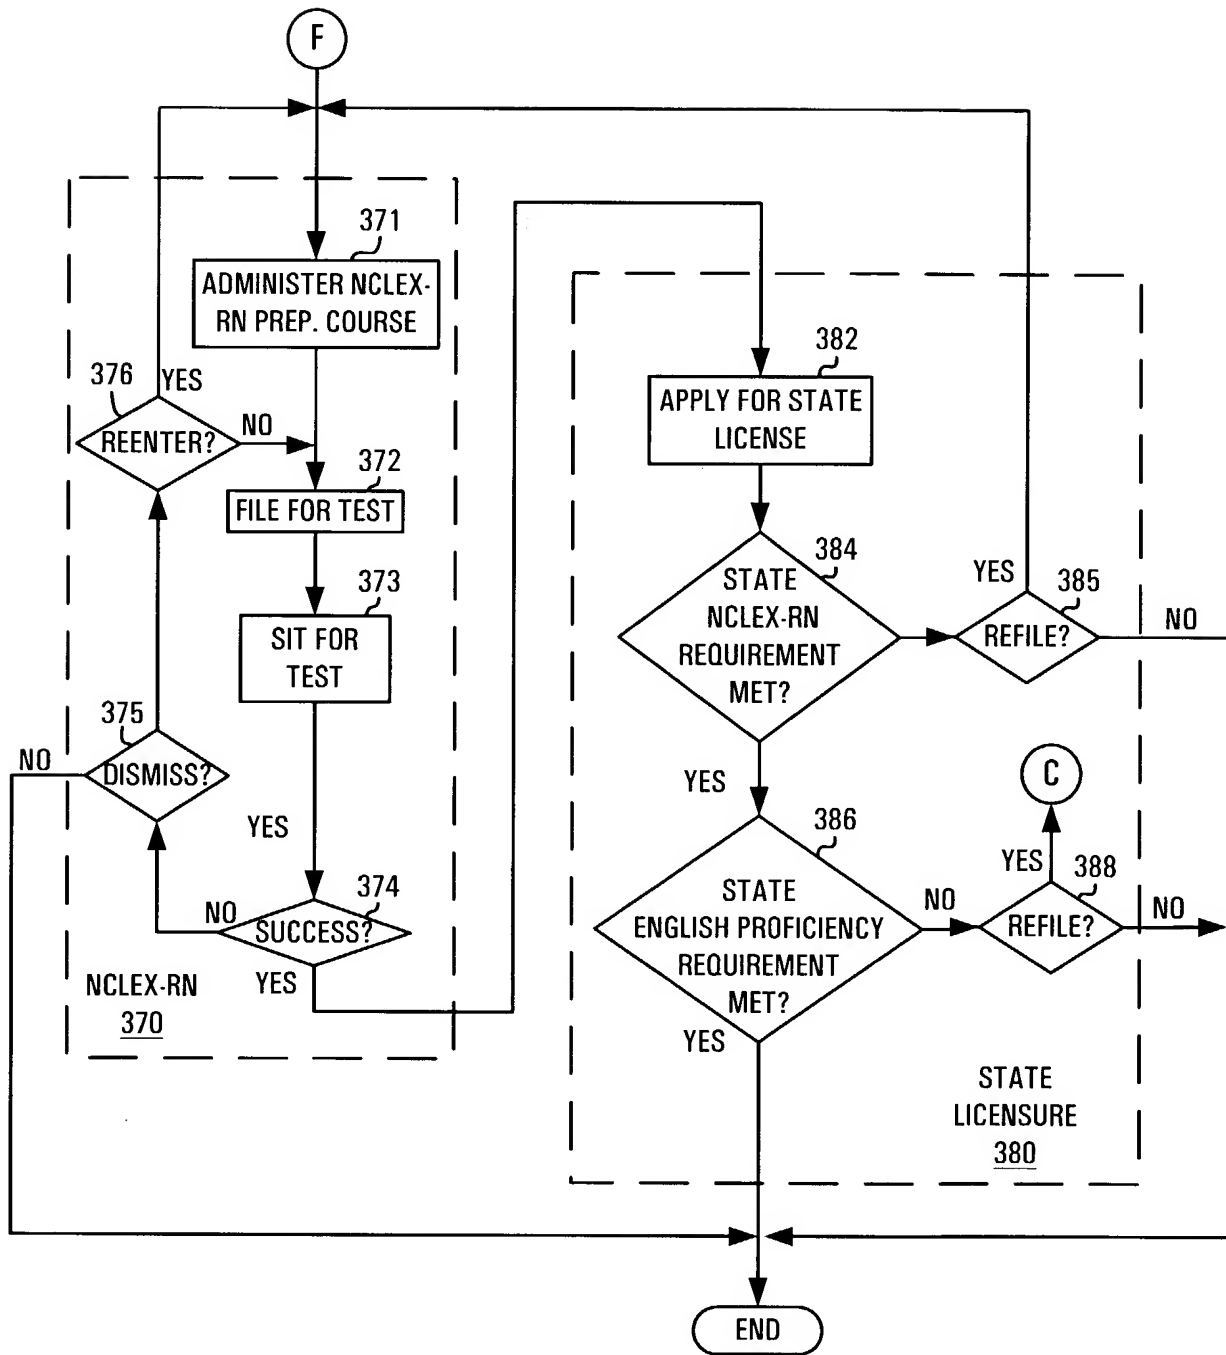 F
371
ADMINISTER NCLEX-
RN PREP. COURSE
376
YES
REENTER?
NO
372
FILE FOR TEST
373
SIT FOR
TEST
375
NO
DISMISS?
YES
374
NO
SUCCESS?
YES
NCLEX-RN
370
382
APPLY FOR STATE
LICENSE
384
STATE
NCLEX-RN
REQUIREMENT
MET?
YES
385
REFILE?
NO
YES
C
386
STATE
ENGLISH PROFICIENCY
REQUIREMENT
MET?
NO
YES
388
REFILE?
NO
YES
STATE
LICENSURE
380
END